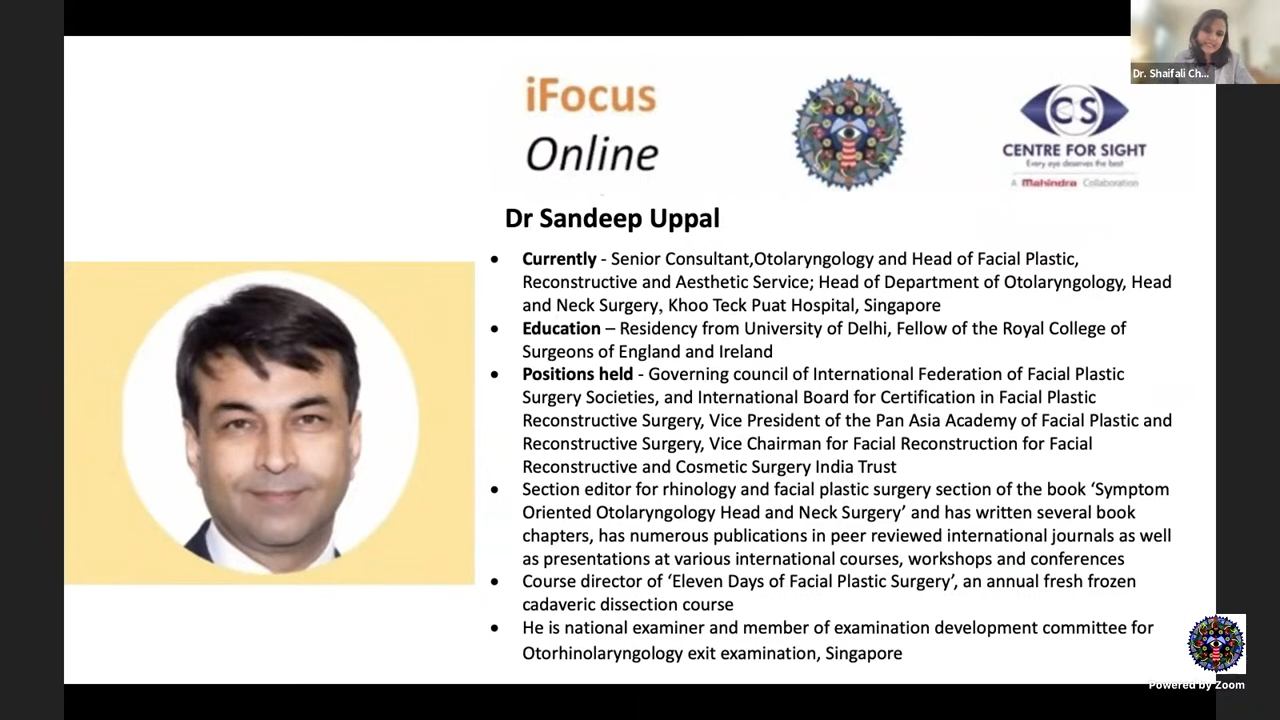 Dr. Shaifali Ch...
iFocus
Online
CS
CENTRE FOR SIGHT
Every eye deserves the best
A Mahindra Collaboration
Dr Sandeep Uppal
• Currently - Senior Consultant,Otolaryngology and Head of Facial Plastic,
Reconstructive and Aesthetic Service; Head of Department of Otolaryngology, Head
and Neck Surgery, Khoo Teck Puat Hospital, Singapore
• Education – Residency from University of Delhi, Fellow of the Royal College of
Surgeons of England and Ireland
• Positions held - Governing council of International Federation of Facial Plastic
Surgery Societies, and International Board for Certification in Facial Plastic
Reconstructive Surgery, Vice President of the Pan Asia Academy of Facial Plastic and
Reconstructive Surgery, Vice Chairman for Facial Reconstruction for Facial
Reconstructive and Cosmetic Surgery India Trust
• Section editor for rhinology and facial plastic surgery section of the book ‘Symptom
Oriented Otolaryngology Head and Neck Surgery’ and has written several book
chapters, has numerous publications in peer reviewed international journals as well
as presentations at various international courses, workshops and conferences
• Course director of ‘Eleven Days of Facial Plastic Surgery’, an annual fresh frozen
cadaveric dissection course
• He is national examiner and member of examination development committee for
Otorhinolaryngology exit examination, Singapore
Powered by Zoom